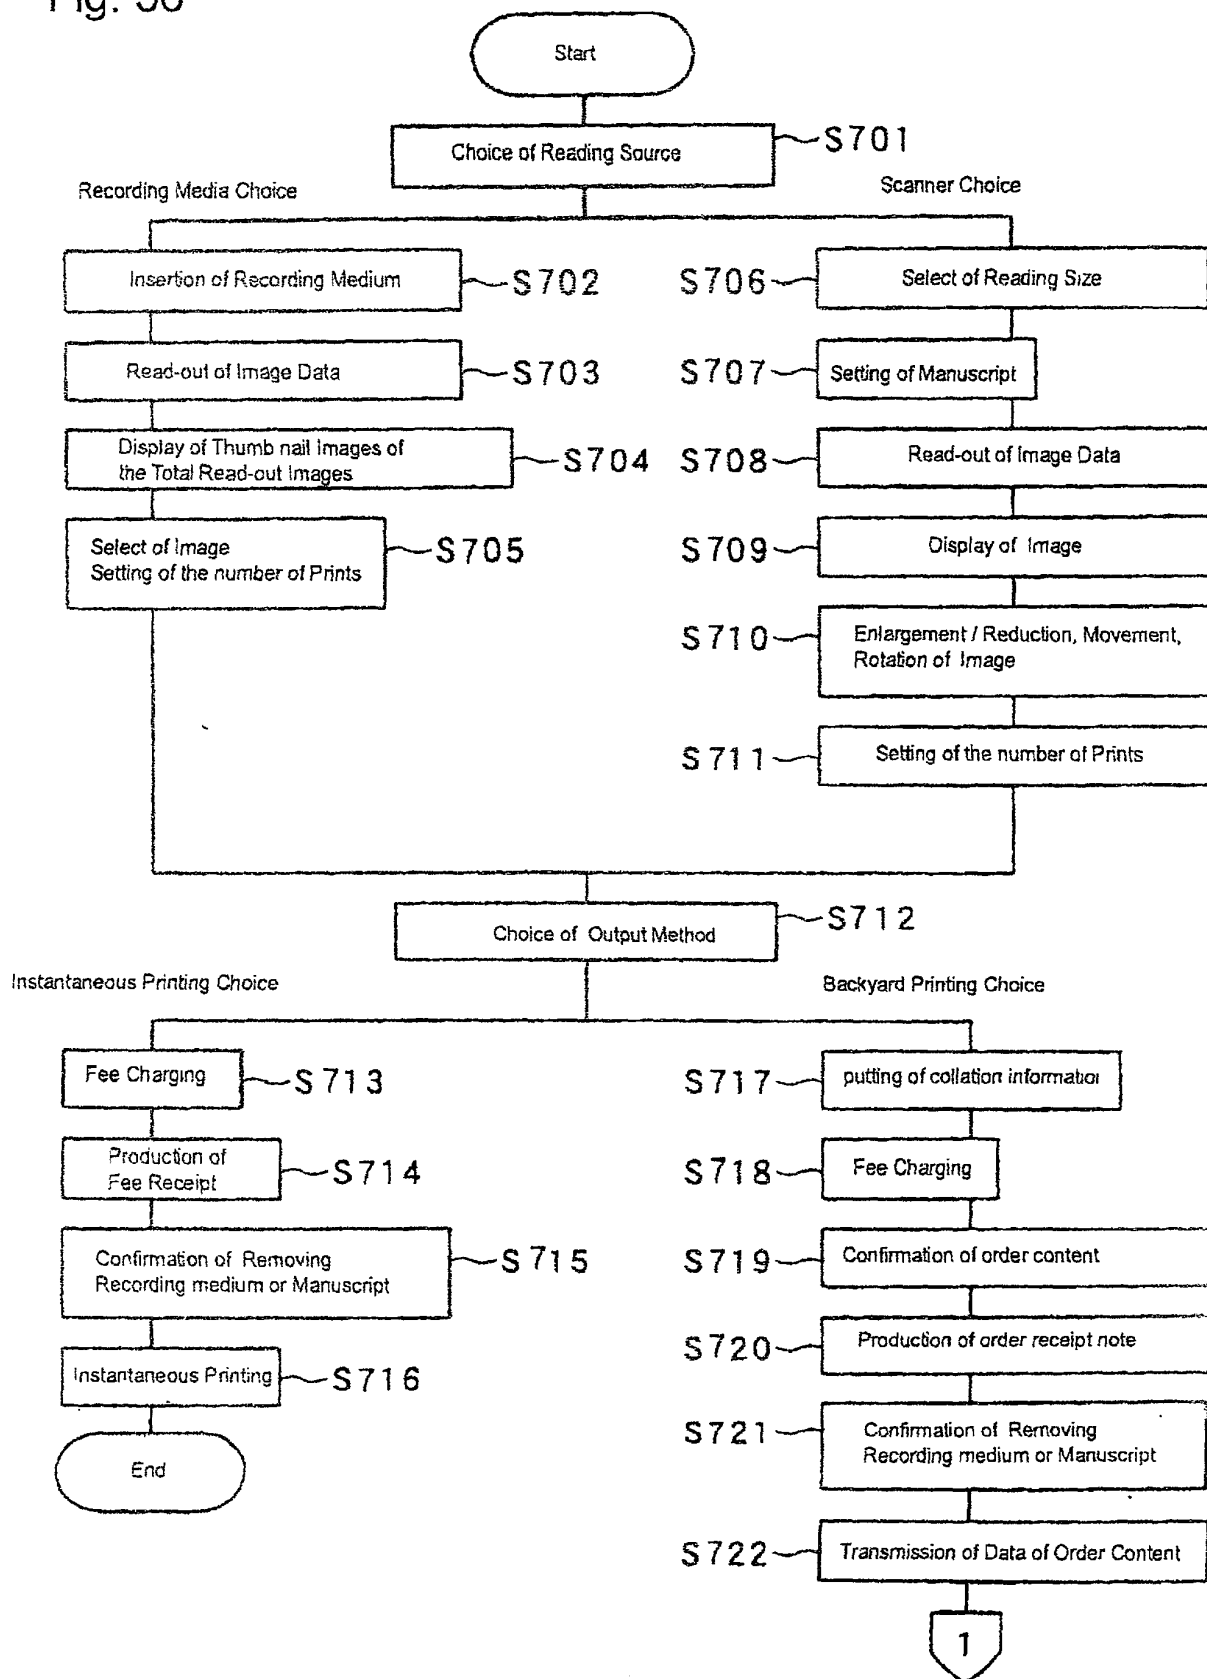 Fig. 36
Start
Choice of Reading Source
S701
Recording Media Choice
Scanner Choice
Insertion of Recording Medium
S702
S706
Select of Reading Size
Read-out of Image Data
S703
S707
Setting of Manuscript
Display of Thumb nail Images of
the Total Read-out Images
S704
S708
Read-out of Image Data
Select of Image
Setting of the number of Prints
S705
S709
Display of Image
S710
Enlargement / Reduction, Movement,
Rotation of Image
S711
Setting of the number of Prints
Choice of Output Method
S712
Instantaneous Printing Choice
Backyard Printing Choice
Fee Charging
S713
S717
putting of collation information
Production of
Fee Receipt
S714
S718
Fee Charging
Confirmation of Removing
Recording medium or Manuscript
S715
S719
Confirmation of order content
Instantaneous Printing
S716
S720
Production of order receipt note
End
S721
Confirmation of Removing
Recording medium or Manuscript
S722
Transmission of Data of Order Content
1